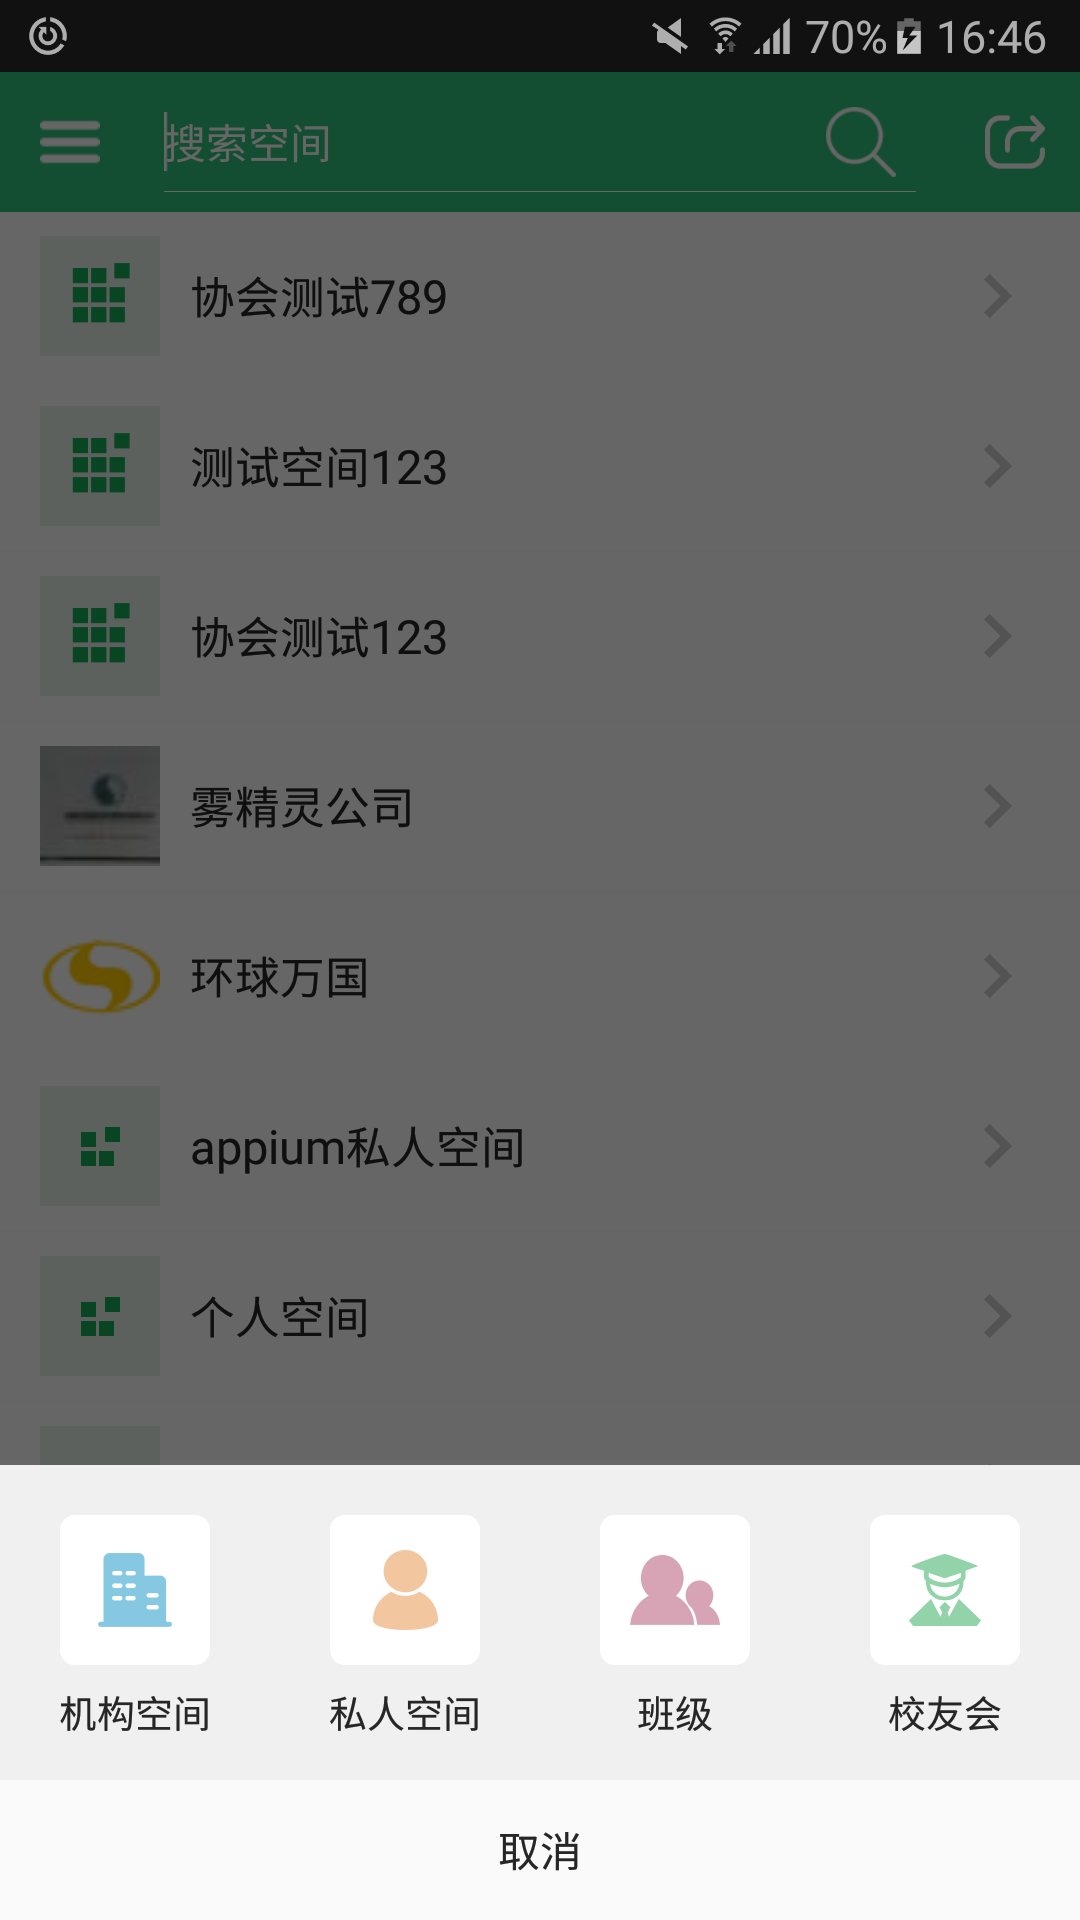 70% 16:46
搜索空间
协会测试789
测试空间123
协会测试123
雾精灵公司
环球万国
appium私人空间
个人空间
机构空间 私人空间 班级 校友会
取消